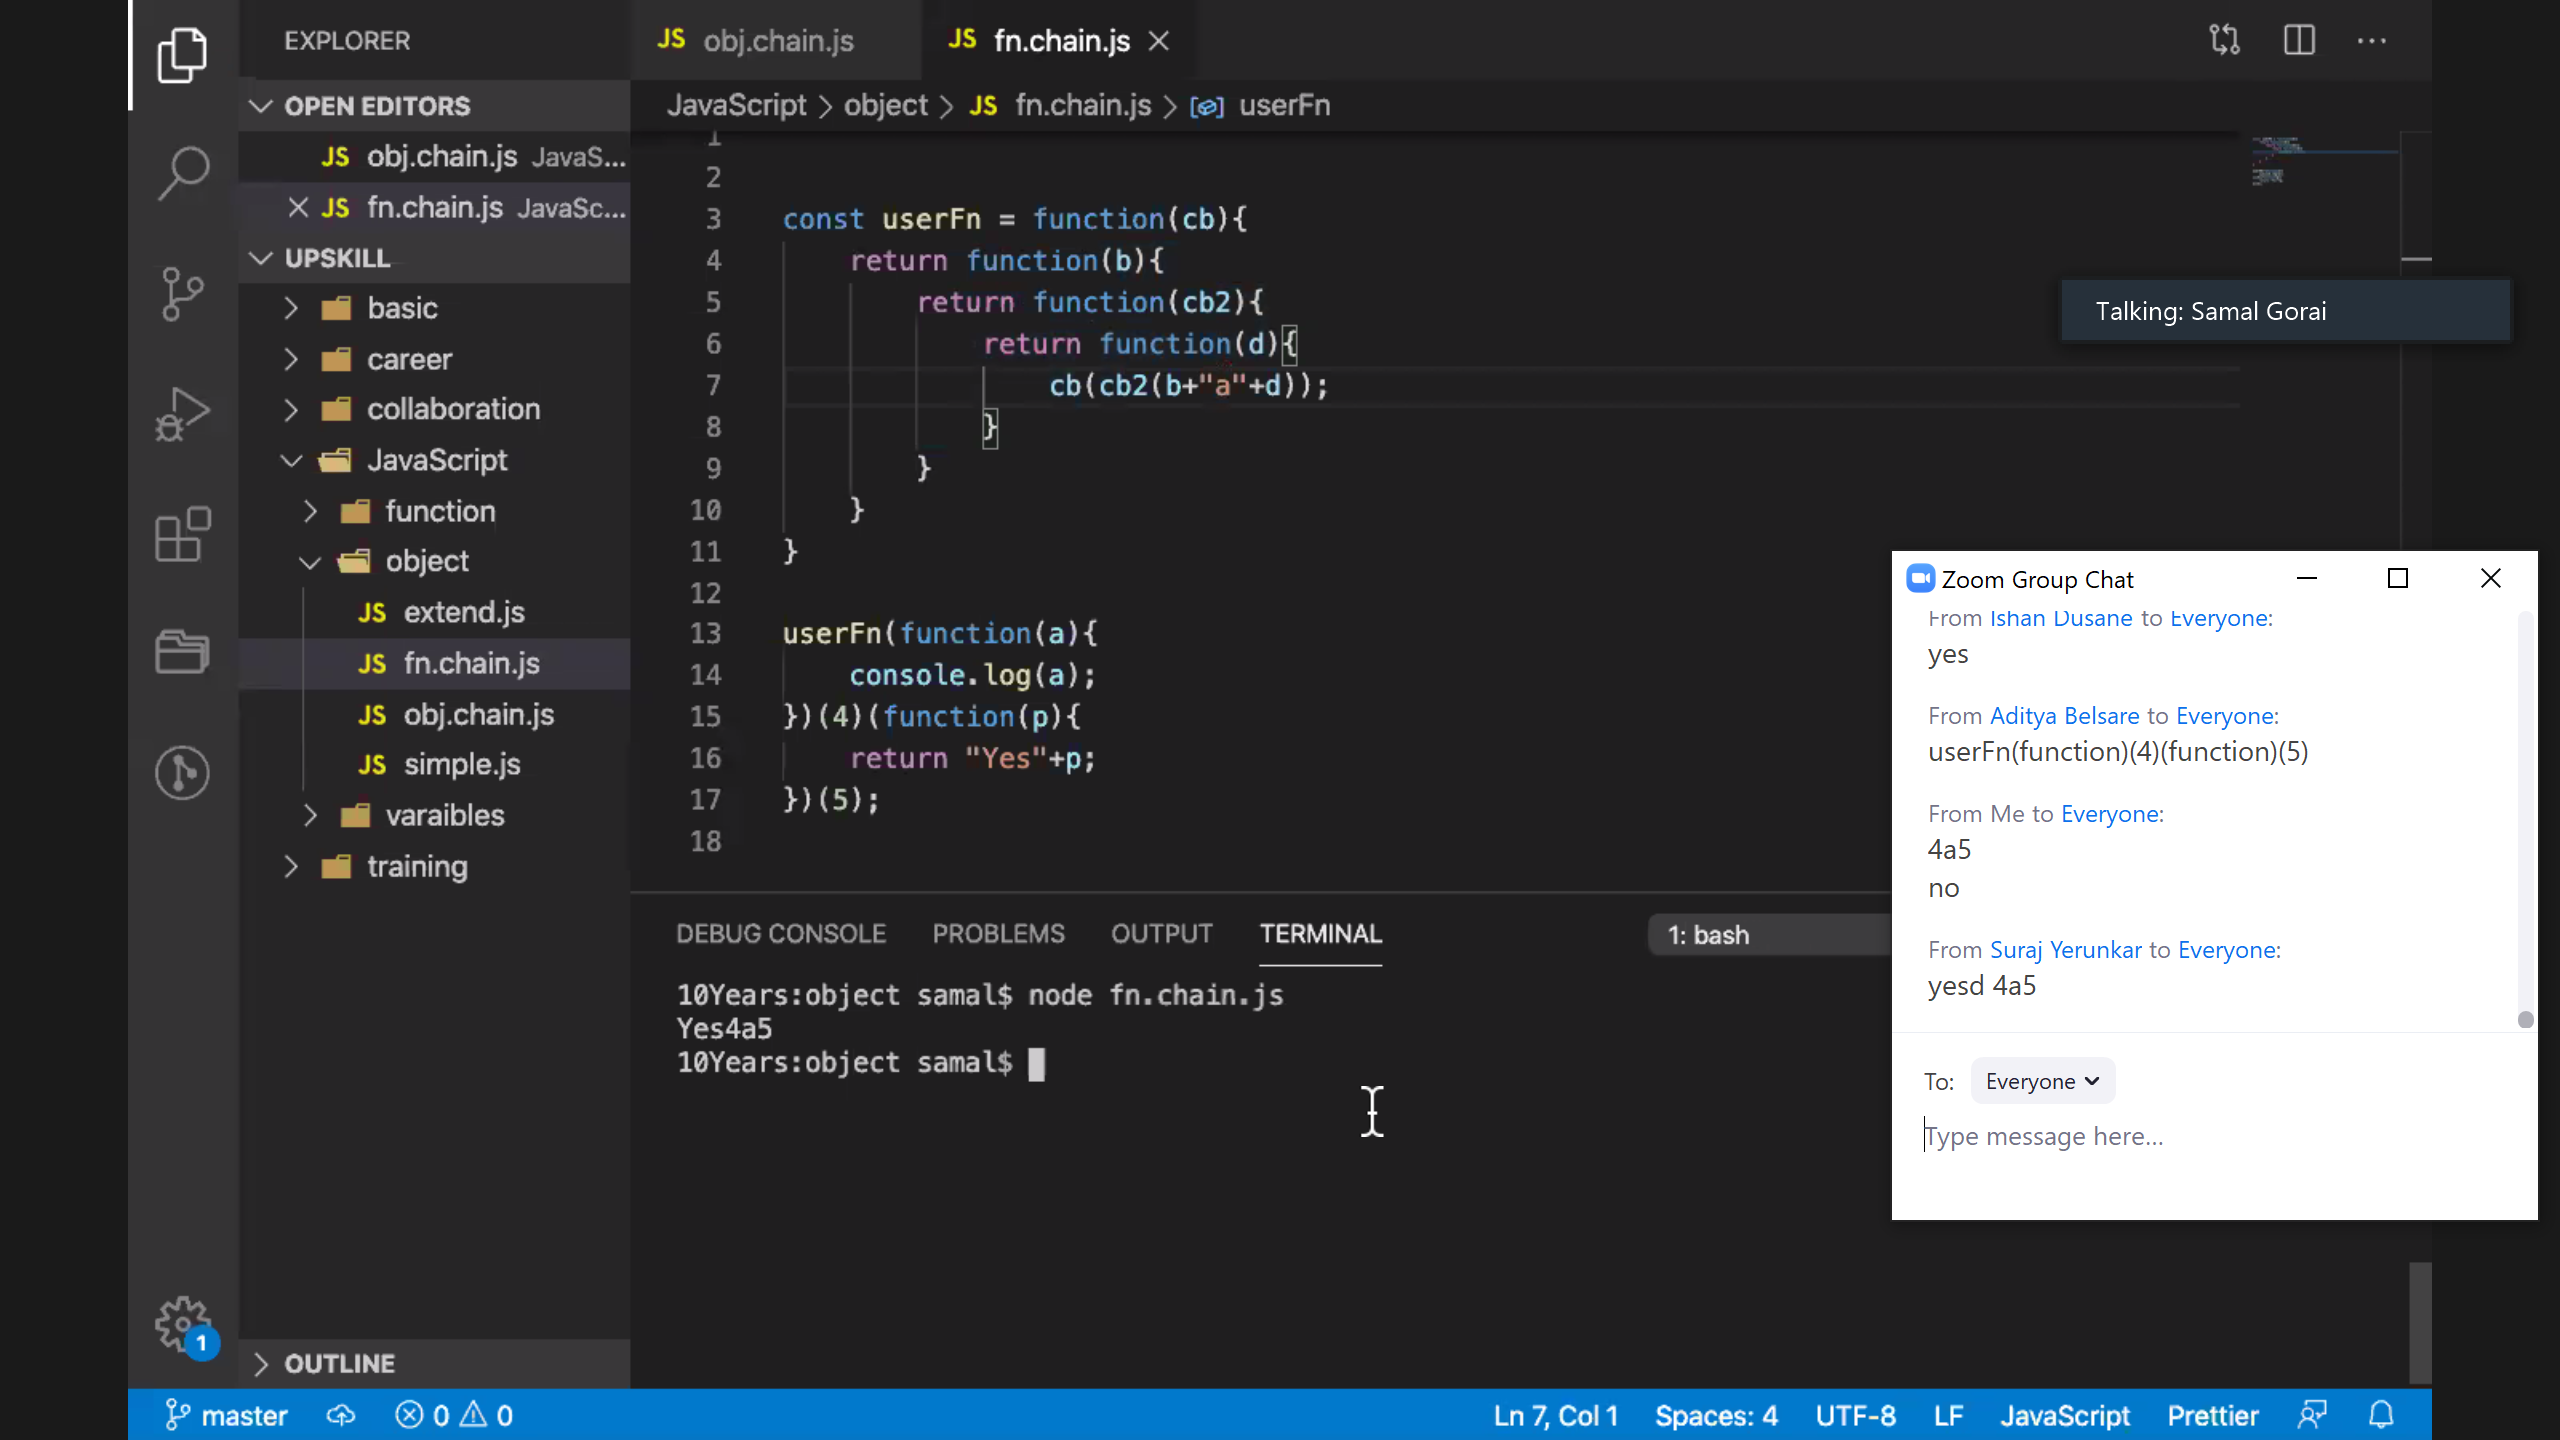 EXPLORER
OPEN EDITORS
JS obj.chain.js JavaS...
JS fn.chain.js JavaSc...
UPSKILL
basic
career
collaboration
JavaScript
function
object
JS extend.js
JS fn.chain.js
JS obj.chain.js
JS simple.js
varaibles
training
OUTLINE
1
JS obj.chain.js
JS fn.chain.js
JavaScript > object > JS fn.chain.js > userFn
1
2
3 const userFn = function(cb){
4 return function(b){
5 return function(cb2){
6 return function(d){
7 cb(cb2(b+"a"+d));
8 }
9 }
10 }
11 }
12
13 userFn(function(a){
14 console.log(a);
15 })(4)(function(p){
16 return "Yes"+p;
17 })(5);
18
DEBUG CONSOLE PROBLEMS OUTPUT TERMINAL
1: bash
10Years:object samal$ node fn.chain.js
Yes4a5
10Years:object samal$
Talking: Samal Gorai
Zoom Group Chat
From Ishan Dusane to Everyone:
yes
From Aditya Belsare to Everyone:
userFn(function)(4)(function)(5)
From Me to Everyone:
4a5
no
From Suraj Yerunkar to Everyone:
yesd 4a5
To: Everyone
Type message here...
master 0 0
Ln 7, Col 1 Spaces: 4 UTF-8 LF JavaScript Prettier